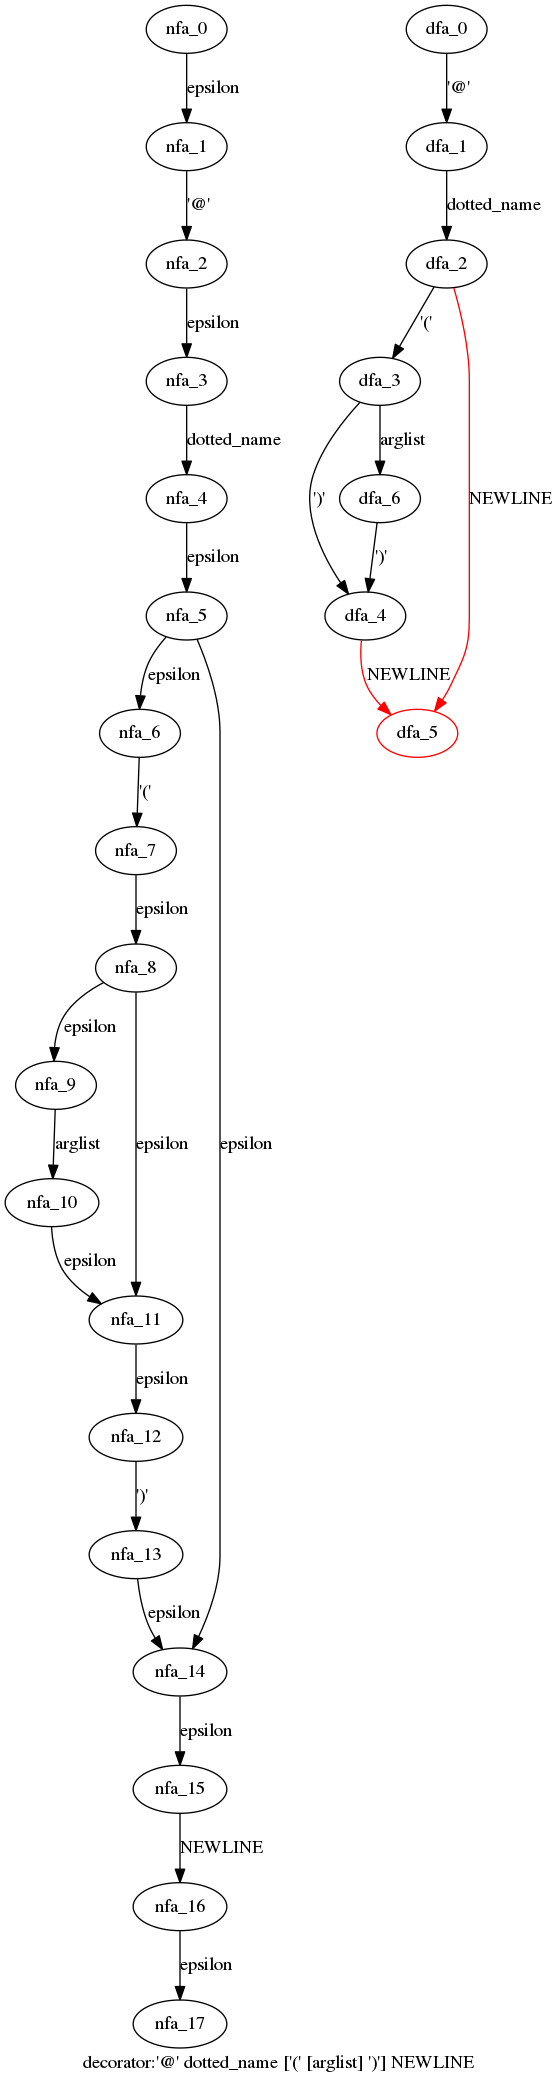 nfa_0 dfa_0
epsilon '@'
nfa_1 dfa_1
'@' dotted_name
nfa_2 dfa_2
epsilon '('
nfa_3 dfa_3
dotted_name arglist
nfa_4 ')' dfa_6 NEWLINE
epsilon ')'
nfa_5 dfa_4
epsilon NEWLINE
nfa_6 dfa_5
'('
nfa_7
epsilon
nfa_8
epsilon
nfa_9
arglist epsilon epsilon
nfa_10
epsilon
nfa_11
epsilon
nfa_12
')'
nfa_13
epsilon
nfa_14
epsilon
nfa_15
NEWLINE
nfa_16
epsilon
nfa_17
decorator:'@' dotted_name ['(' [arglist] ')'] NEWLINE